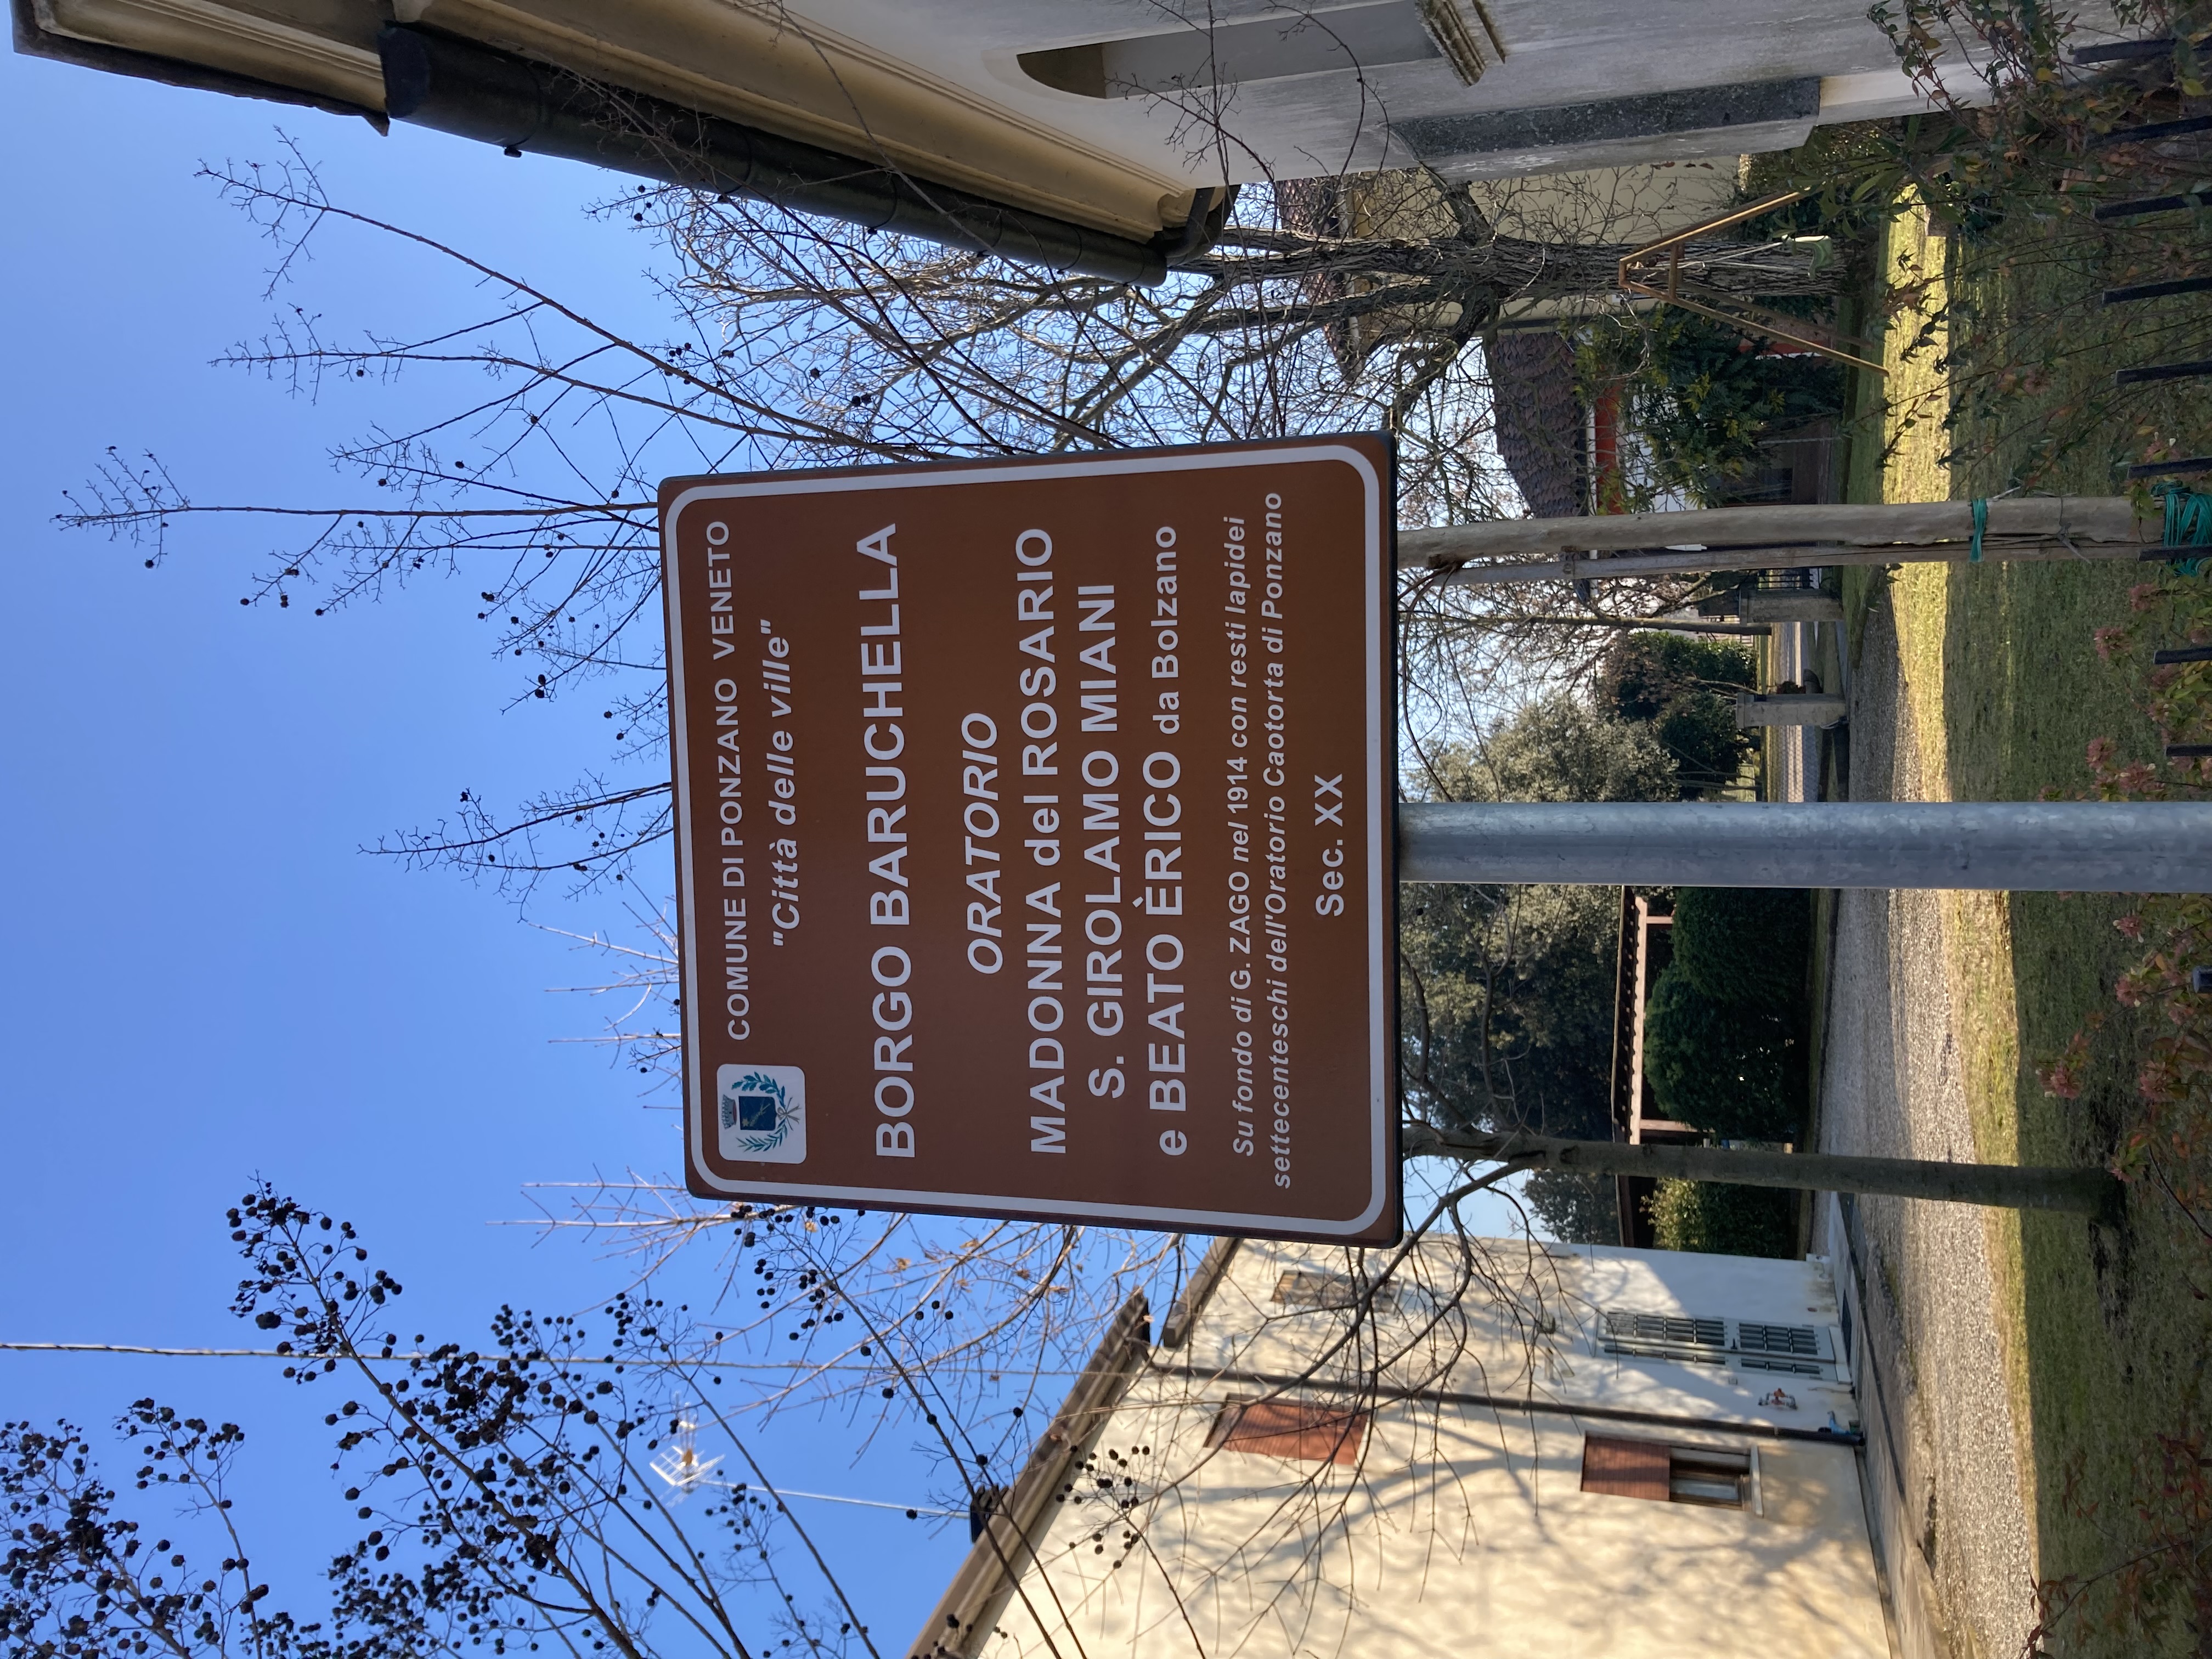 COMUNE DI PONZANO VENETO
"Città delle ville"
BORGO BARUCHELLA
ORATORIO
MADONNA del ROSARIO
S. GIROLAMO MIANI
e BEATO ÈRICO da Bolzano
Su fondo di G. ZAGO nel 1914 con resti lapidei
settecenteschi dell'Oratorio Caotorta di Ponzano
Sec. XX